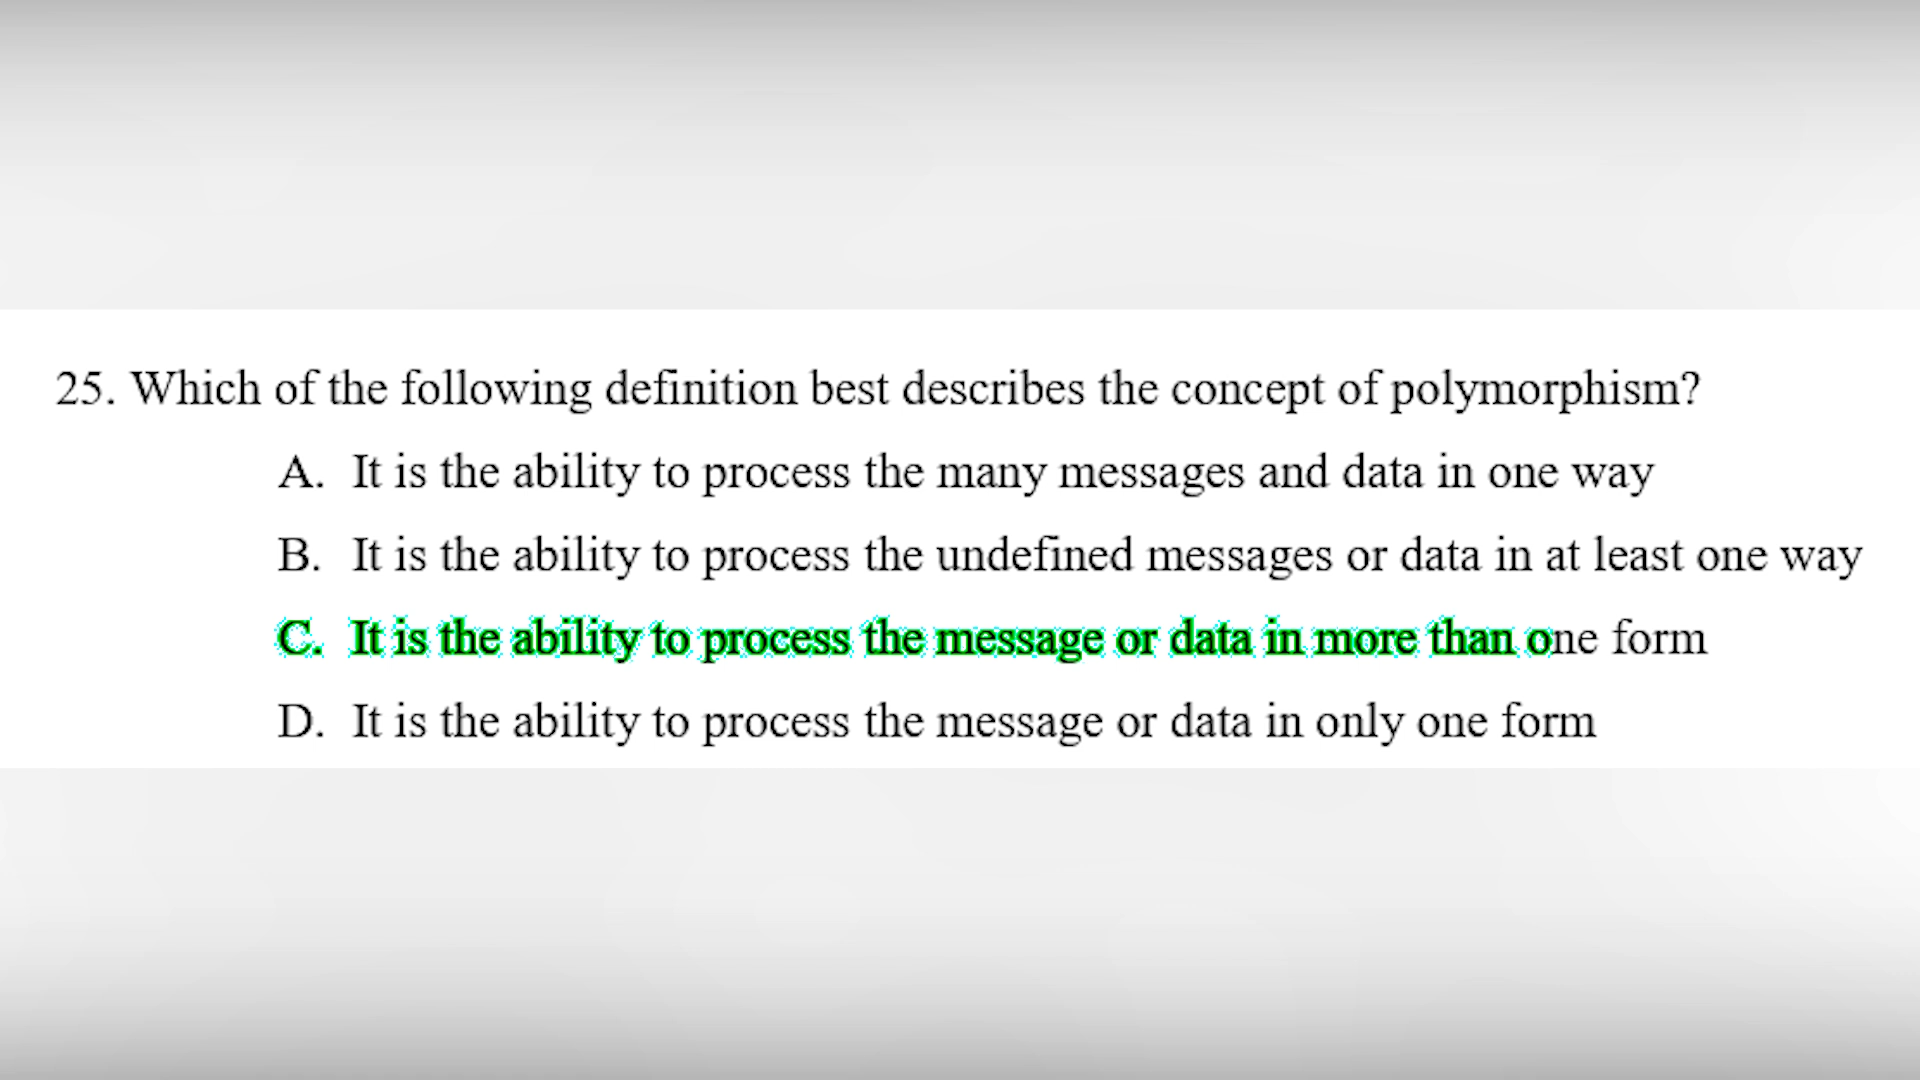 25. Which of the following definition best describes the concept of polymorphism?
A. It is the ability to process the many messages and data in one way
B. It is the ability to process the undefined messages or data in at least one way
C. It is the ability to process the message or data in more than one form
D. It is the ability to process the message or data in only one form